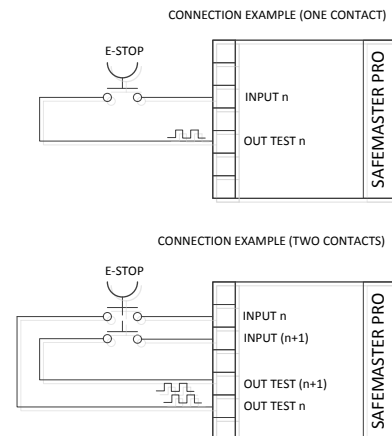 CONNECTION EXAMPLE (ONE CONTACT)
E-STOP
INPUT n
OUT TEST n
SAFEMASTER PRO
CONNECTION EXAMPLE (TWO CONTACTS)
E-STOP
INPUT n
INPUT (n+1)
OUT TEST (n+1)
OUT TEST n
SAFEMASTER PRO